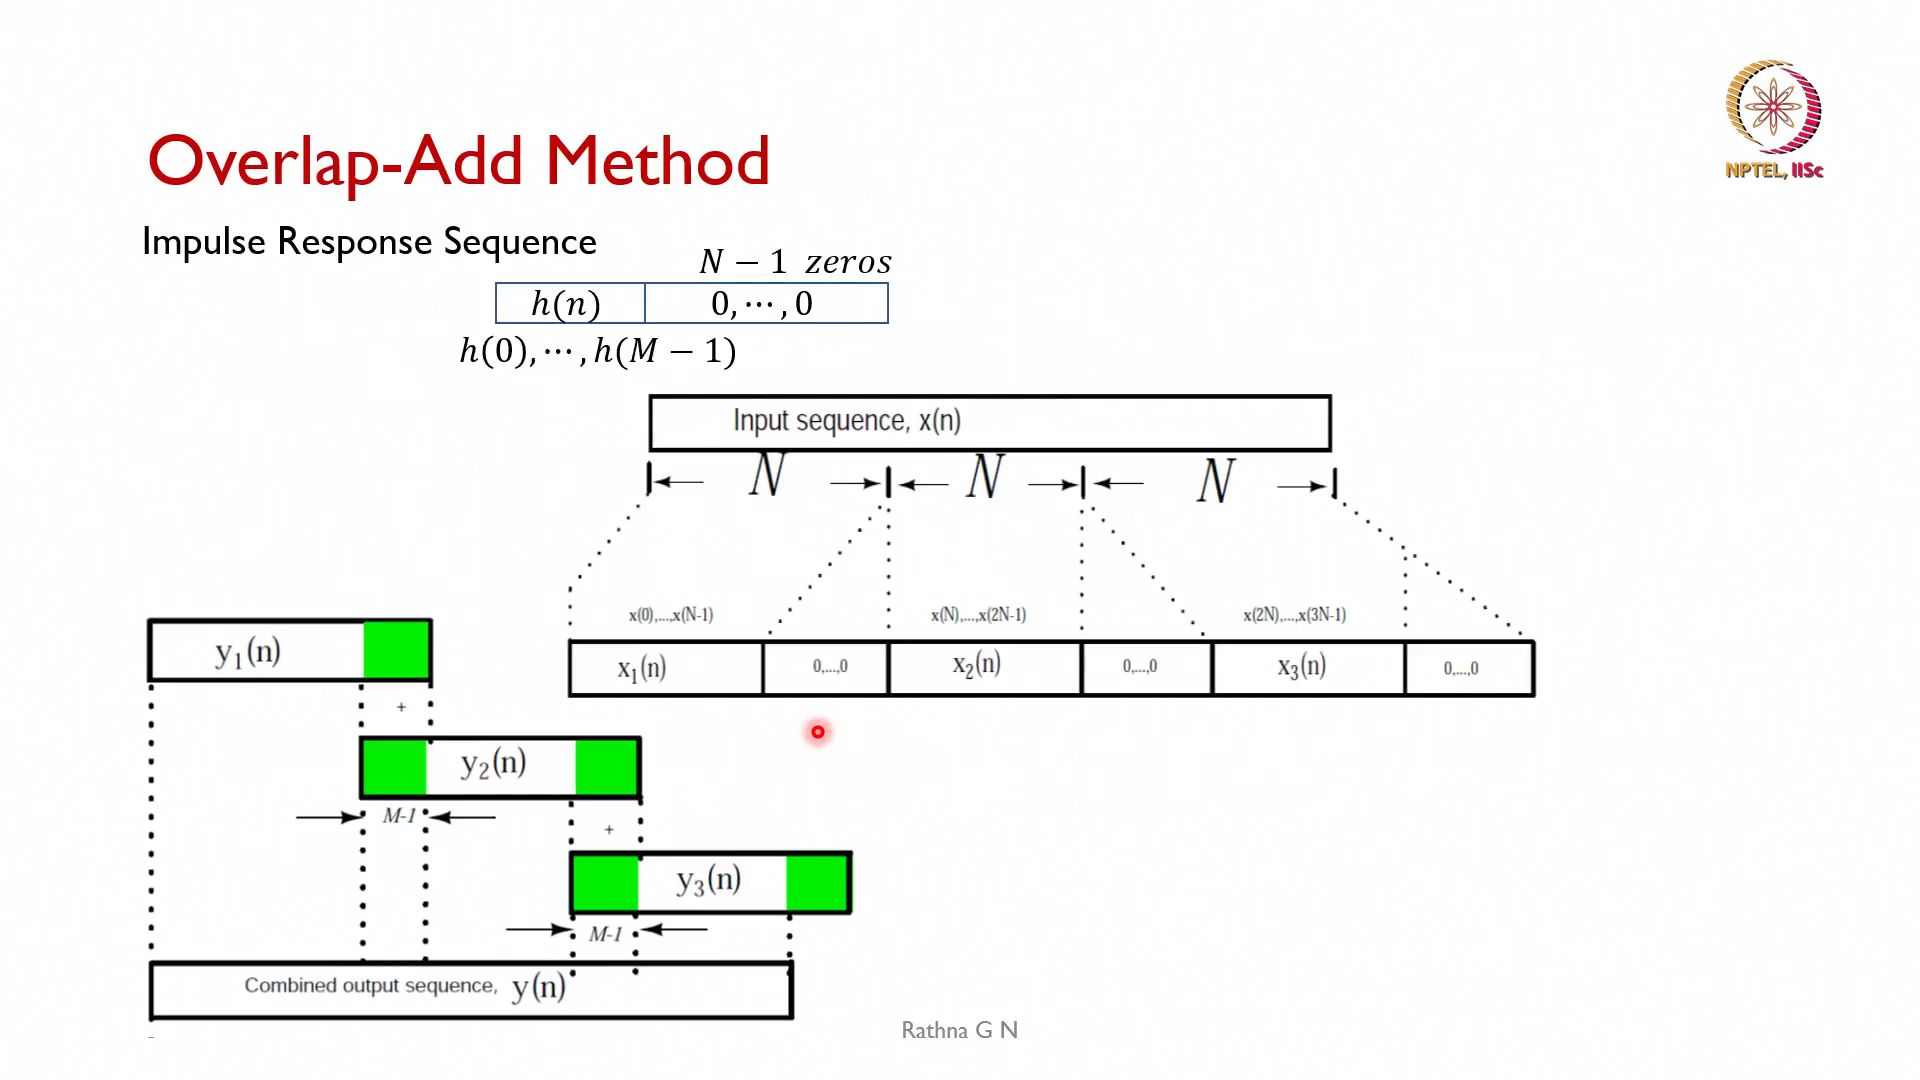 NPTEL, IISc
Overlap-Add Method
Impulse Response Sequence
N − 1 zeros
h(n) 0, ⋯ , 0
h(0), ⋯ , h(M − 1)
Input sequence, x(n)
N N N
x(0),...,x(N-1) x(N),...,x(2N-1) x(2N),...,x(3N-1)
x₁(n) 0,...,0 x₂(n) 0,...,0 x₃(n) 0,...,0
y₁(n)
+
y₂(n)
M-1
+
y₃(n)
M-1
Combined output sequence, y(n)
Rathna G N